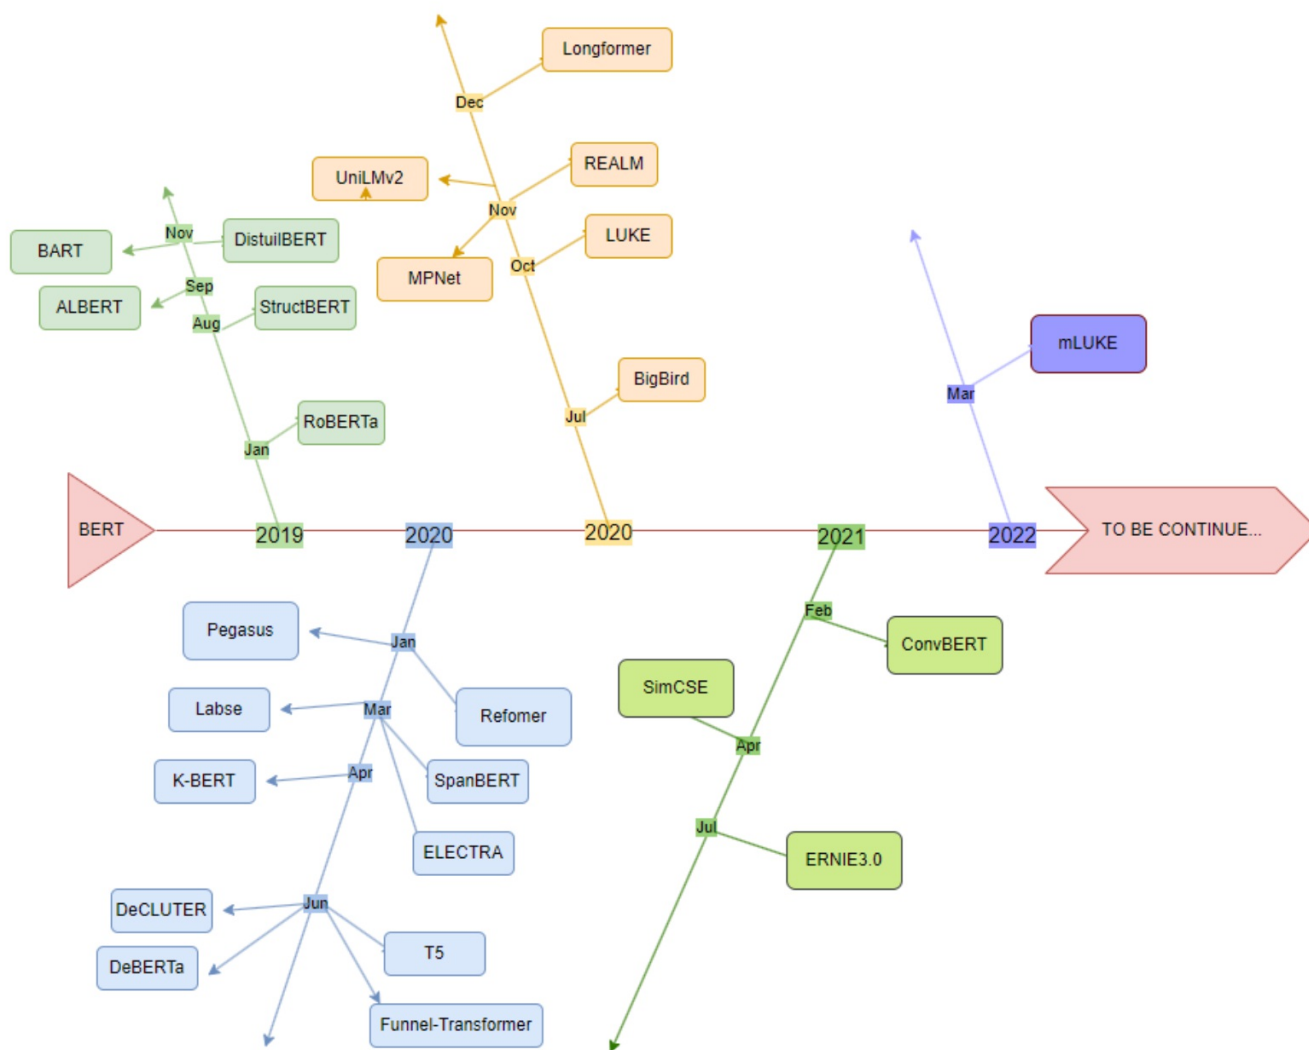 Longformer
Dec
REALM
UniLMv2
Nov
LUKE
MPNet
Oct
BigBird
Jul
Nov
DistuilBERT
BART
Sep
ALBERT
StructBERT
Aug
RoBERTa
Jan
mLUKE
Mar
BERT
2019
2020
2020
2021
2022
TO BE CONTINUE...
Pegasus
Jan
Labse
Mar
Refomer
K-BERT
Apr
SpanBERT
ELECTRA
DeCLUTER
Jun
DeBERTa
T5
Funnel-Transformer
Feb
ConvBERT
SimCSE
Apr
Jul
ERNIE3.0